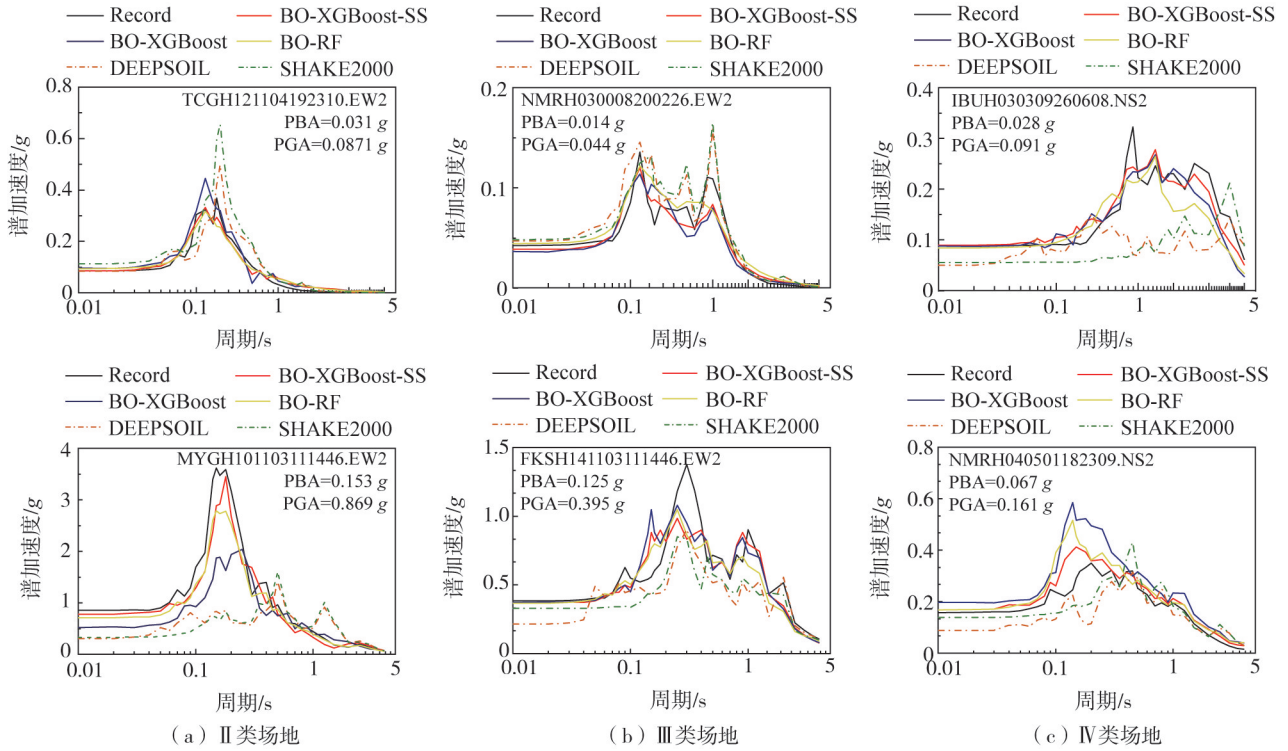 Record
BO-XGBoost-SS
BO-XGBoost
BO-RF
DEEPSOIL
SHAKE2000
谱加速度/g
0.8
0.6
0.4
0.2
0
TCGH121104192310.EW2
PBA=0.031 g
PGA=0.0871 g
0.01
0.1
1
5
周期/s
Record
BO-XGBoost-SS
BO-XGBoost
BO-RF
DEEPSOIL
SHAKE2000
谱加速度/g
0.2
0.1
0
NMRH030008200226.EW2
PBA=0.014 g
PGA=0.044 g
0.01
0.1
1
5
周期/s
Record
BO-XGBoost-SS
BO-XGBoost
BO-RF
DEEPSOIL
SHAKE2000
谱加速度/g
0.4
0.3
0.2
0.1
0
IBUH030309260608.NS2
PBA=0.028 g
PGA=0.091 g
0.01
0.1
1
5
周期/s
Record
BO-XGBoost-SS
BO-XGBoost
BO-RF
DEEPSOIL
SHAKE2000
谱加速度/g
4
3
2
1
0
MYGH101103111446.EW2
PBA=0.153 g
PGA=0.869 g
0.01
0.1
1
5
周期/s
(a)Ⅱ类场地
Record
BO-XGBoost-SS
BO-XGBoost
BO-RF
DEEPSOIL
SHAKE2000
谱加速度/g
1.5
1.0
0.5
0
FKSH141103111446.EW2
PBA=0.125 g
PGA=0.395 g
0.01
0.1
1
5
周期/s
(b)Ⅲ类场地
Record
BO-XGBoost-SS
BO-XGBoost
BO-RF
DEEPSOIL
SHAKE2000
谱加速度/g
0.8
0.6
0.4
0.2
0
NMRH040501182309.NS2
PBA=0.067 g
PGA=0.161 g
0.01
0.1
1
5
周期/s
(c)Ⅳ类场地